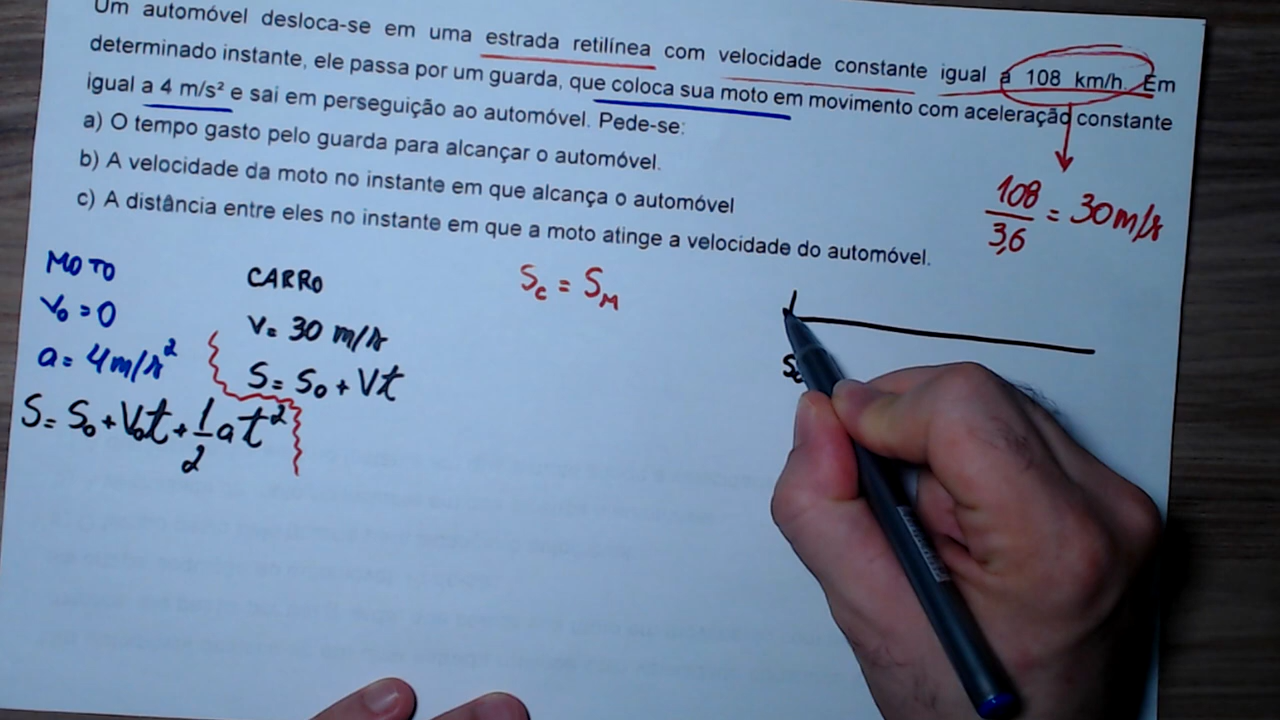 Um automóvel desloca-se em uma estrada retilínea com velocidade constante igual a 108 km/h. Em
determinado instante, ele passa por um guarda, que coloca sua moto em movimento com aceleração constante
igual a 4 m/s² e sai em perseguição ao automóvel. Pede-se:
a) O tempo gasto pelo guarda para alcançar o automóvel.
b) A velocidade da moto no instante em que alcança o automóvel
c) A distância entre eles no instante em que a moto atinge a velocidade do automóvel.
108/3,6 = 30 m/s
MOTO
V₀ = 0
a = 4 m/s²
S = S₀ + V₀t + 1/2 at²
CARRO
V = 30 m/s
S = S₀ + Vt
S_C = S_M